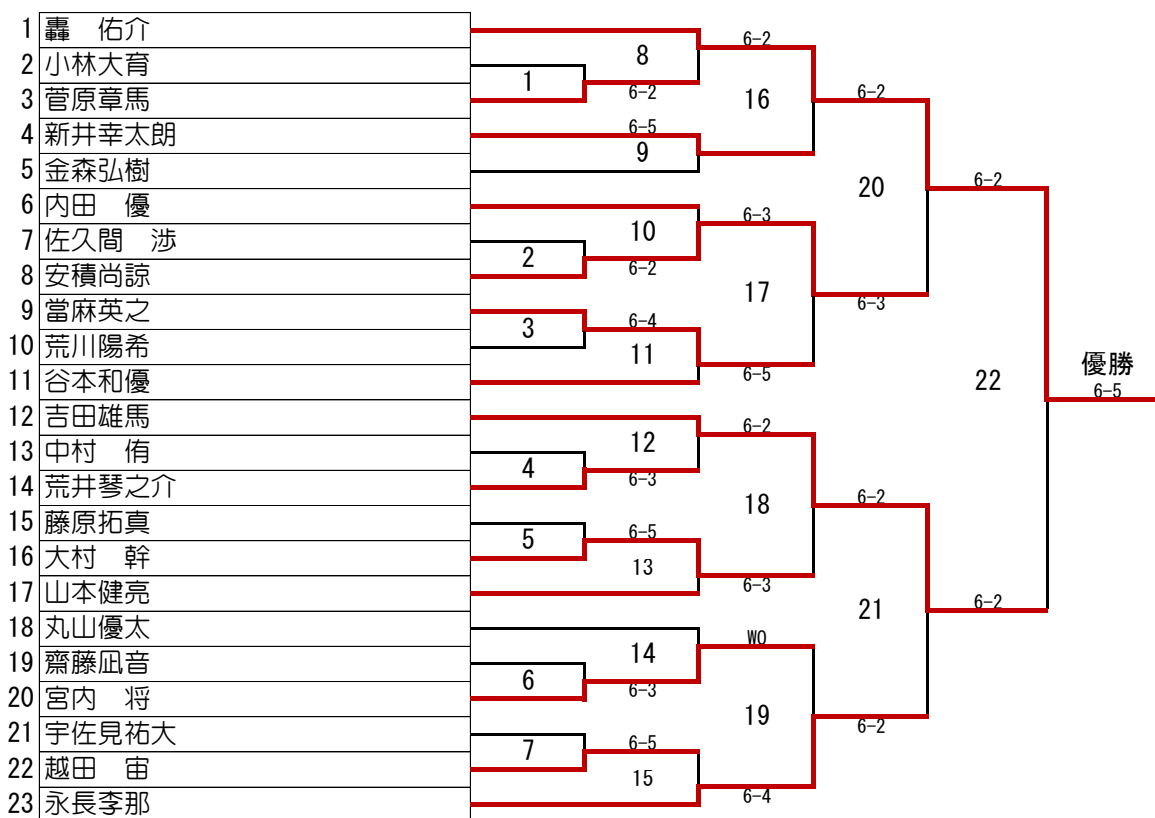 1 轟　佑介
2 小林大育
3 菅原章馬
4 新井幸太朗
5 金森弘樹
6 内田　優
7 佐久間　渉
8 安積尚諒
9 當麻英之
10 荒川陽希
11 谷本和優
12 吉田雄馬
13 中村　侑
14 荒井琴之介
15 藤原拓真
16 大村　幹
17 山本健亮
18 丸山優太
19 齋藤凪音
20 宮内　将
21 宇佐見祐大
22 越田　宙
23 永長李那
1
2
3
4
5
6
7
8
6-2
6-5
9
10
6-2
6-4
11
12
6-3
6-5
13
14
6-3
6-5
15
6-2
16
6-3
17
6-5
6-2
18
6-3
WO
19
6-4
6-2
20
6-3
6-2
21
6-2
6-2
22
6-2
優勝
6-5